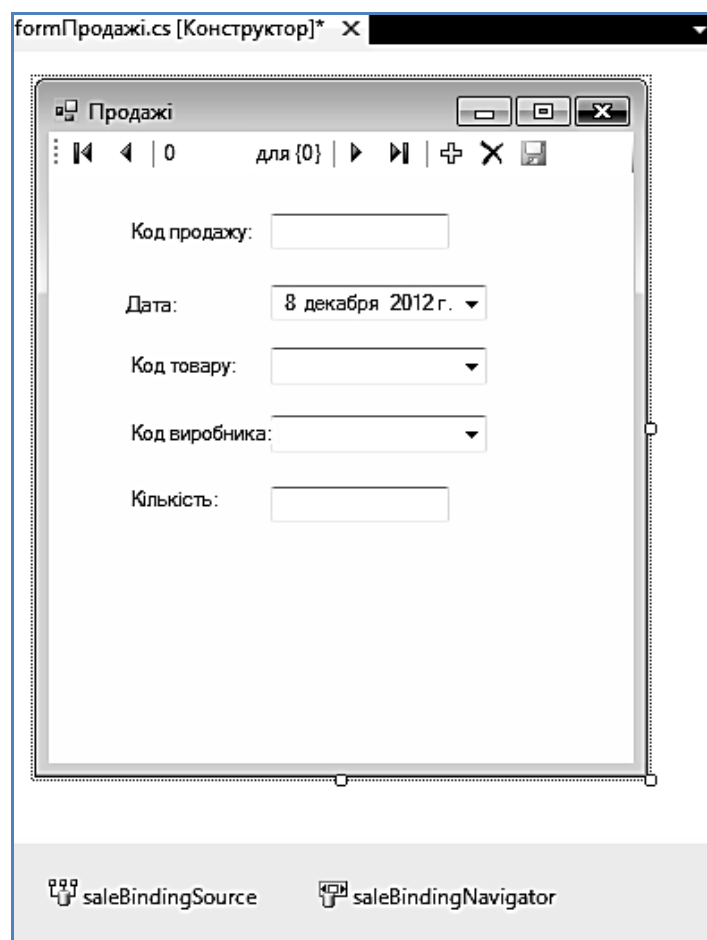 formПродажі.cs [Конструктор]*
Продажі
0 для {0}
Код продажу:
Дата: 8 декабря 2012 г.
Код товару:
Код виробника:
Кількість:
saleBindingSource saleBindingNavigator